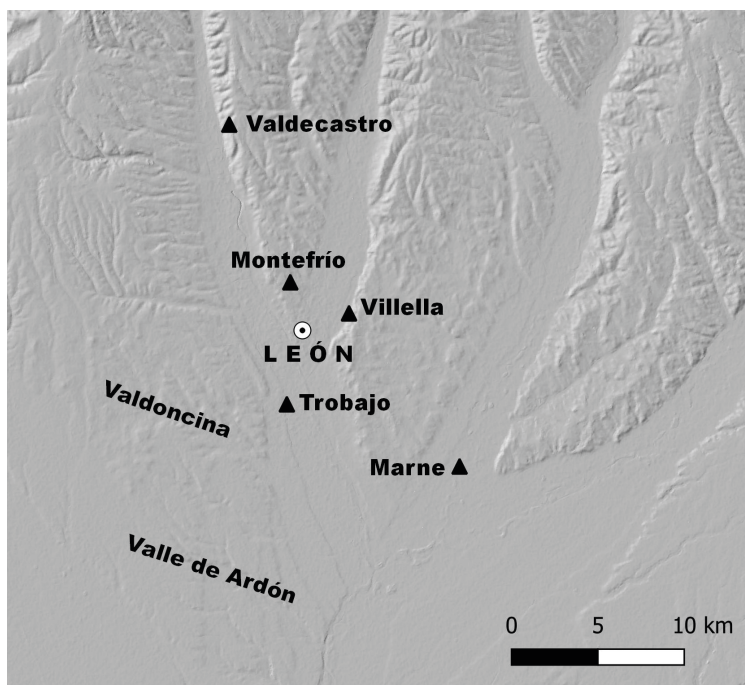 Valdecastro
Montefrío
Villella
LEÓN
Valdoncina
Trobajo
Marne
Valle de Ardón
0 5 10 km